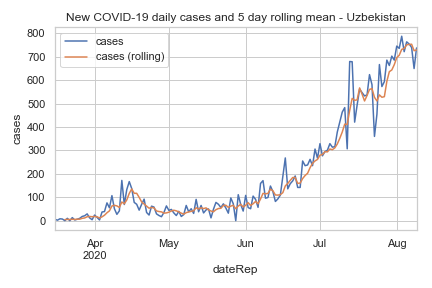 New COVID-19 daily cases and 5 day rolling mean - Uzbekistan
cases
cases (rolling)
800
700
600
500
400
300
200
100
0
cases
Apr
2020
May
Jun
Jul
Aug
dateRep